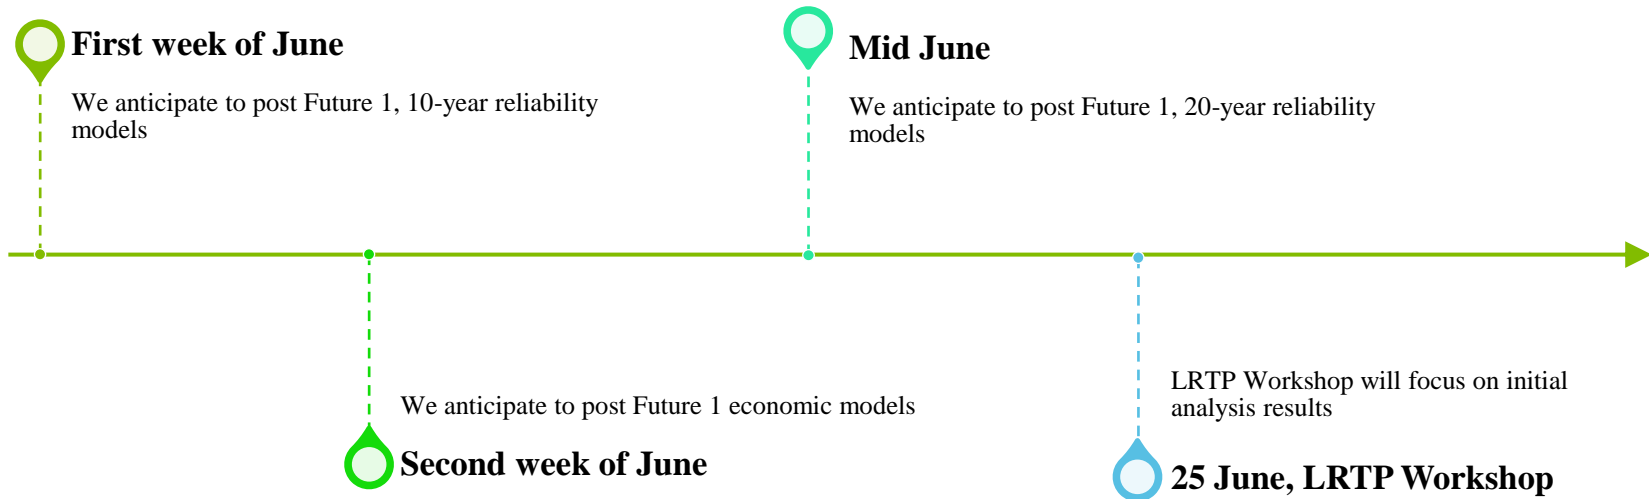 First week of June
We anticipate to post Future 1, 10-year reliability
models
Mid June
We anticipate to post Future 1, 20-year reliability
models
We anticipate to post Future 1 economic models
Second week of June
LRTP Workshop will focus on initial
analysis results
25 June, LRTP Workshop